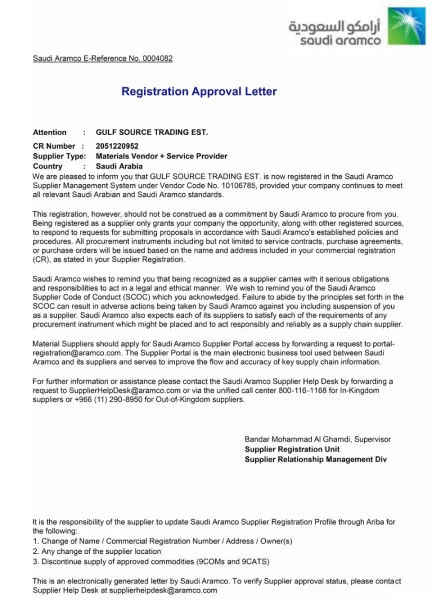 أرامكو السعودية
saudi aramco
Saudi Aramco E-Reference No. 0004082
Registration Approval Letter
Attention : GULF SOURCE TRADING EST.
CR Number : 2051220952
Supplier Type: Materials Vendor + Service Provider
Country : Saudi Arabia
We are pleased to inform you that GULF SOURCE TRADING EST. is now registered in the Saudi Aramco
Supplier Management System under Vendor Code No. 10106785, provided your company continues to meet
all relevant Saudi Arabian and Saudi Aramco standards.
This registration, however, should not be construed as a commitment by Saudi Aramco to procure from you.
Being registered as a supplier only grants your company the opportunity, along with other registered sources,
to respond to requests for submitting proposals in accordance with Saudi Aramco's established policies and
procedures. All procurement instruments including but not limited to service contracts, purchase agreements,
or purchase orders will be issued based on the name and address included in your commercial registration
(CR), as stated in your Supplier Registration.
Saudi Aramco wishes to remind you that being recognized as a supplier carries with it serious obligations
and responsibilities to act in a legal and ethical manner. We wish to remind you of the Saudi Aramco
Supplier Code of Conduct (SCOC) which you acknowledged. Failure to abide by the principles set forth in the
SCOC can result in adverse actions being taken by Saudi Aramco against you including suspension of you
as a supplier. Saudi Aramco also expects each of its suppliers to satisfy each of the requirements of any
procurement instrument which might be placed and to act responsibly and reliably as a supply chain supplier.
Material Suppliers should apply for Saudi Aramco Supplier Portal access by forwarding a request to portal-
registration@aramco.com. The Supplier Portal is the main electronic business tool used between Saudi
Aramco and its suppliers and serves to improve the flow and accuracy of key supply chain information.
For further information or assistance please contact the Saudi Aramco Supplier Help Desk by forwarding a
request to SupplierHelpDesk@aramco.com or via the unified call center 800-116-1168 for In-Kingdom
suppliers or +966 (11) 290-8950 for Out-of-Kingdom suppliers.
Bandar Mohammad Al Ghamdi, Supervisor
Supplier Registration Unit
Supplier Relationship Management Div
It is the responsibility of the supplier to update Saudi Aramco Supplier Registration Profile through Ariba for
the following:
1. Change of Name / Commercial Registration Number / Address / Owner(s)
2. Any change of the supplier location
3. Discontinue supply of approved commodities (9COMs and 9CATS)
This is an electronically generated letter by Saudi Aramco. To verify Supplier approval status, please contact
Supplier Help Desk at supplierhelpdesk@aramco.com